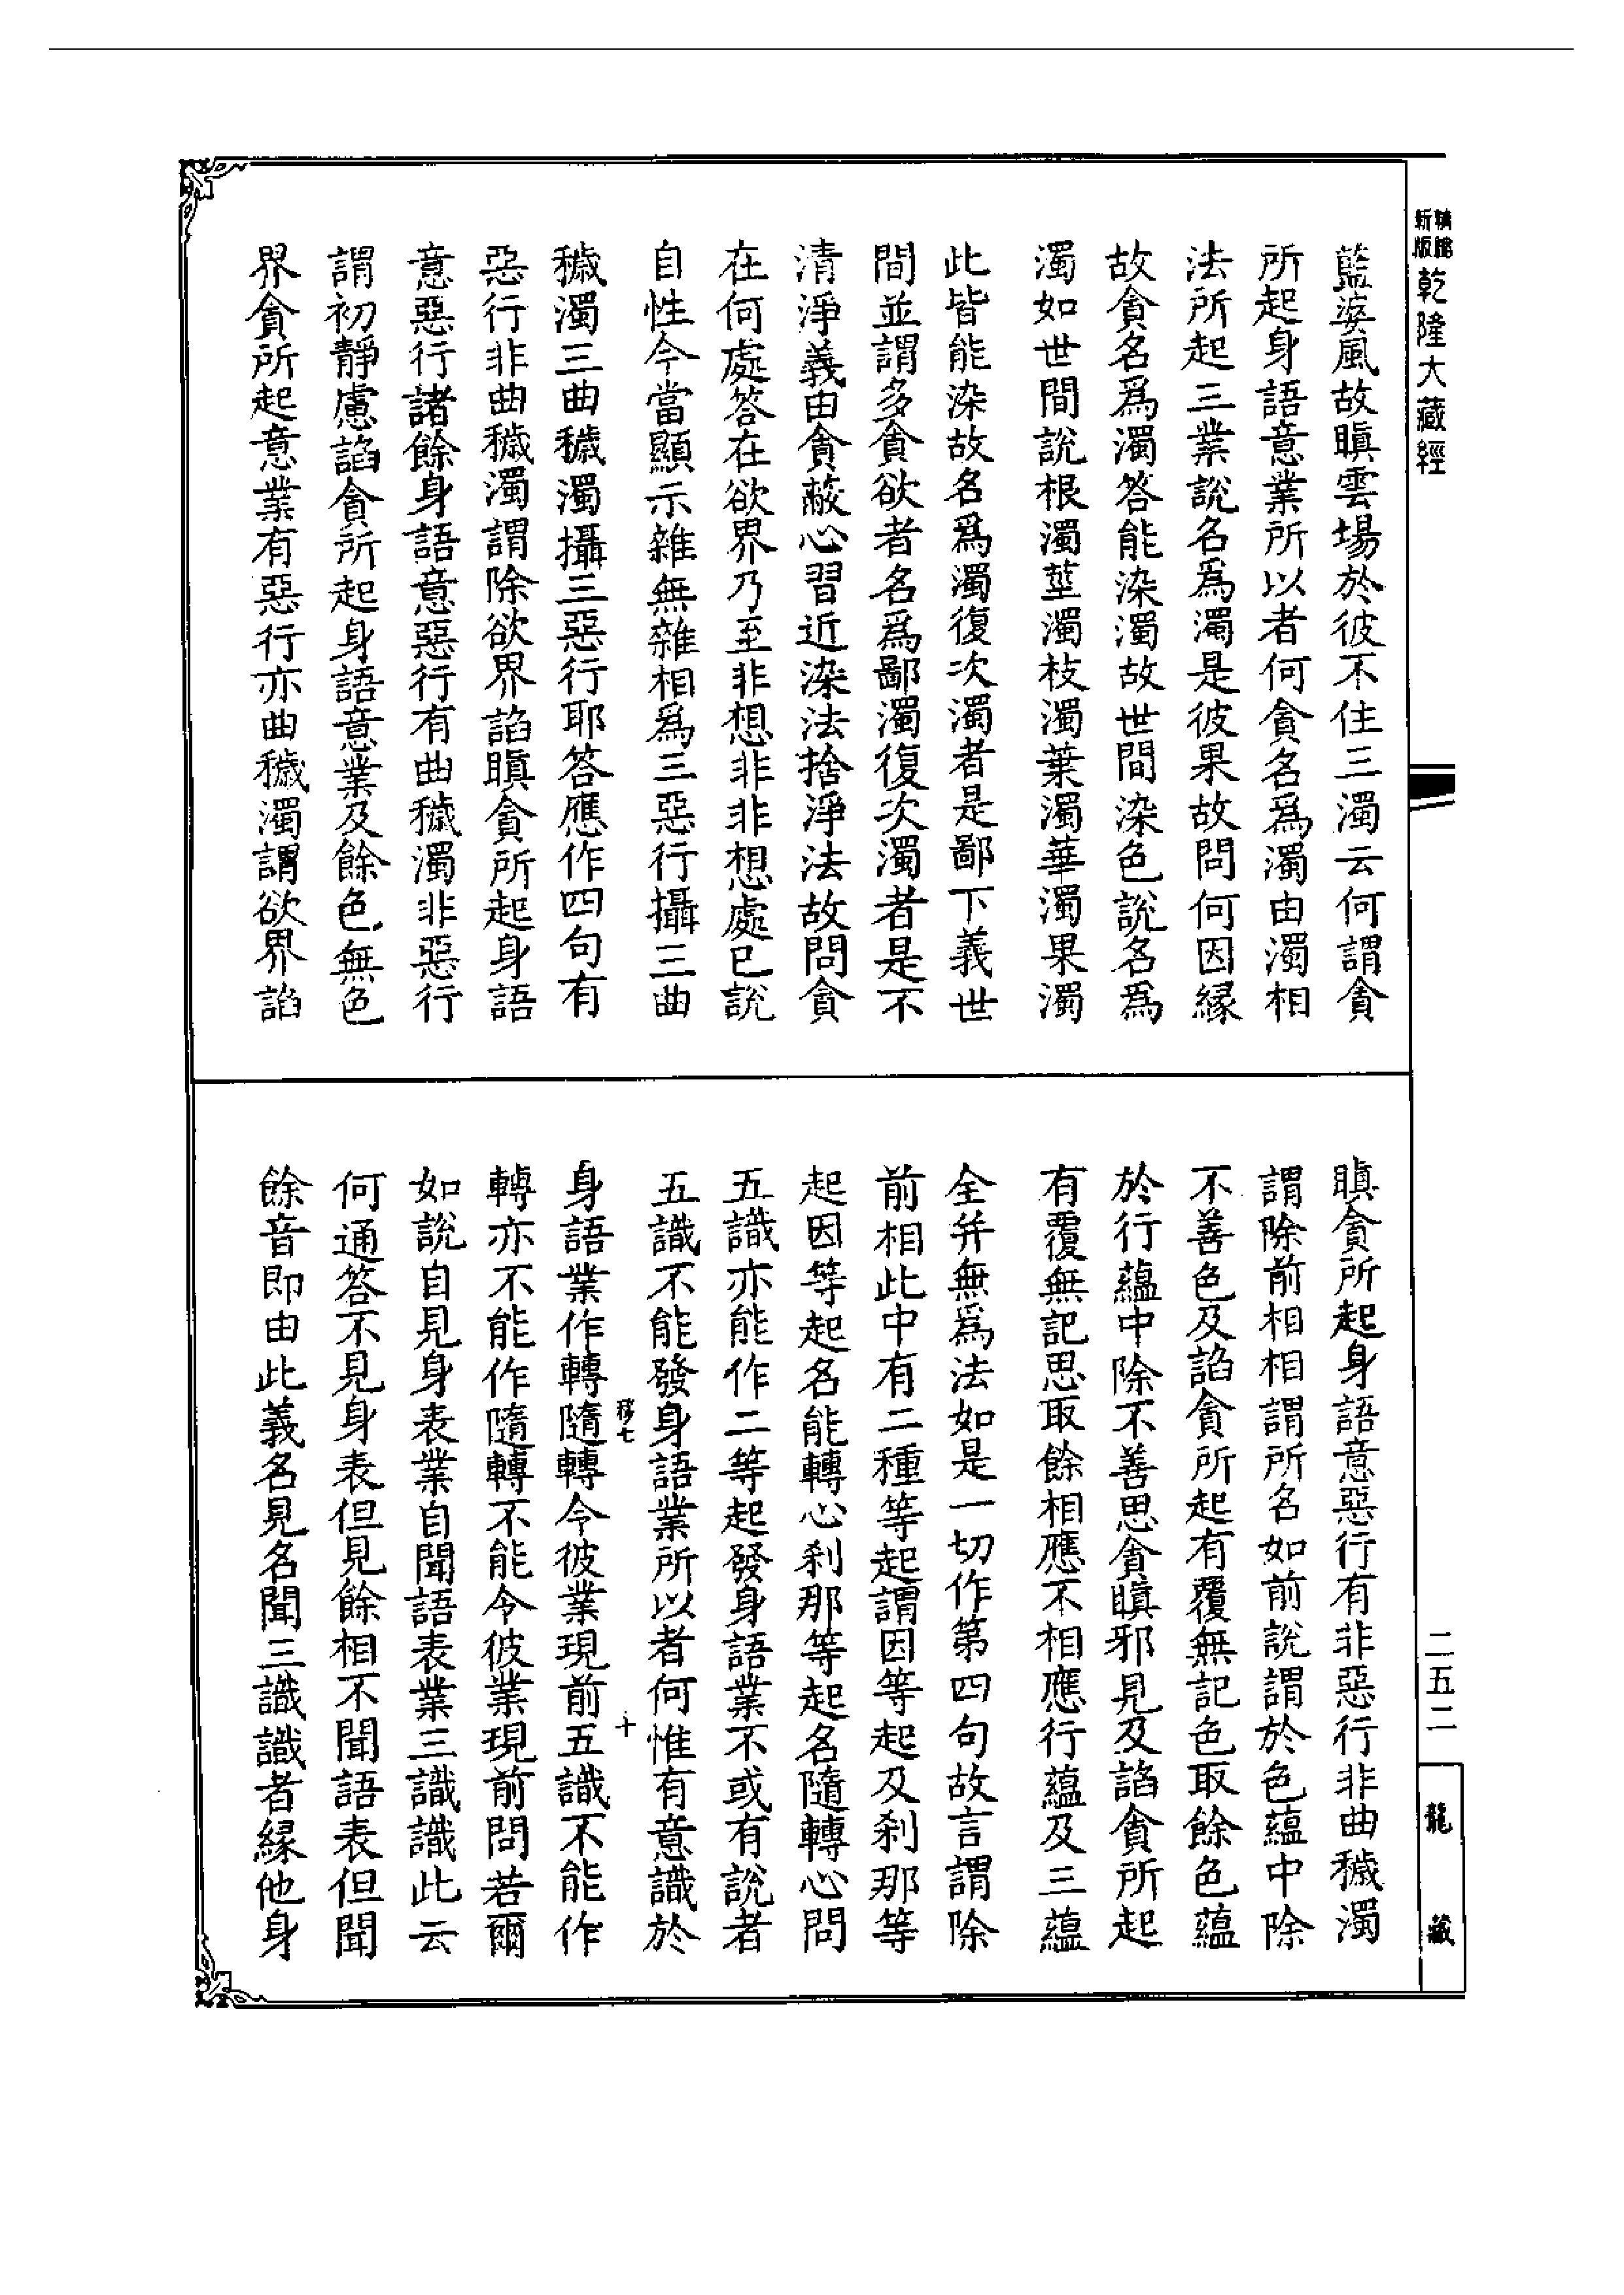 新版
乾隆大藏經
藍婆風故瞋雲場於彼不住三濁云何謂貪
所起身語意業所以者何貪名爲濁由濁相
法所起三業說名爲濁是彼果故問何因緣
故貪名爲濁答能染濁故世間染色說名爲
濁如世間說根濁莖濁枝濁葉濁華濁果濁
此皆能染故名爲濁復次濁者是鄙下義世
間並謂多貪欲者名爲鄙濁復次濁者是不
清淨義由貪蔽心習近染法捨淨法故問貪
在何處答在欲界乃至非想非非想處已說
自性今當顯示雜無雜相爲三惡行攝三曲
穢濁三曲穢濁攝三惡行耶答應作四句有
惡行非曲穢濁謂除欲界諂瞋貪所起身語
意惡行諸餘身語意惡行有曲穢濁非惡行
謂初靜慮諂貪所起身語意業及餘色無色
界貪所起意業有惡行亦曲穢濁謂欲界諂
瞋貪所起身語意惡行有非惡行非曲穢濁
謂除前相相謂所名如前說謂於色蘊中除
不善色及諂貪所起有覆無記色取餘色蘊
於行蘊中除不善思貪瞋邪見及諂貪所起
有覆無記思取餘相應不相應行蘊及三蘊
全并無爲法如是一切作第四句故言謂除
前相此中有二種等起謂因等起及刹那等
起因等起名能轉心刹那等起名隨轉心問
五識亦能作二等起發身語業不或有說者
五識不能發身語業所以者何惟有意識於
移七 十
身語業作轉隨轉令彼業現前五識不能作
轉亦不能作隨轉不能令彼業現前問若爾
如說自見身表業自聞語表業三識識此云
何通答不見身表但見餘相不聞語表但聞
餘音即由此義名見名聞三識識者緣他身
二五二
龍藏